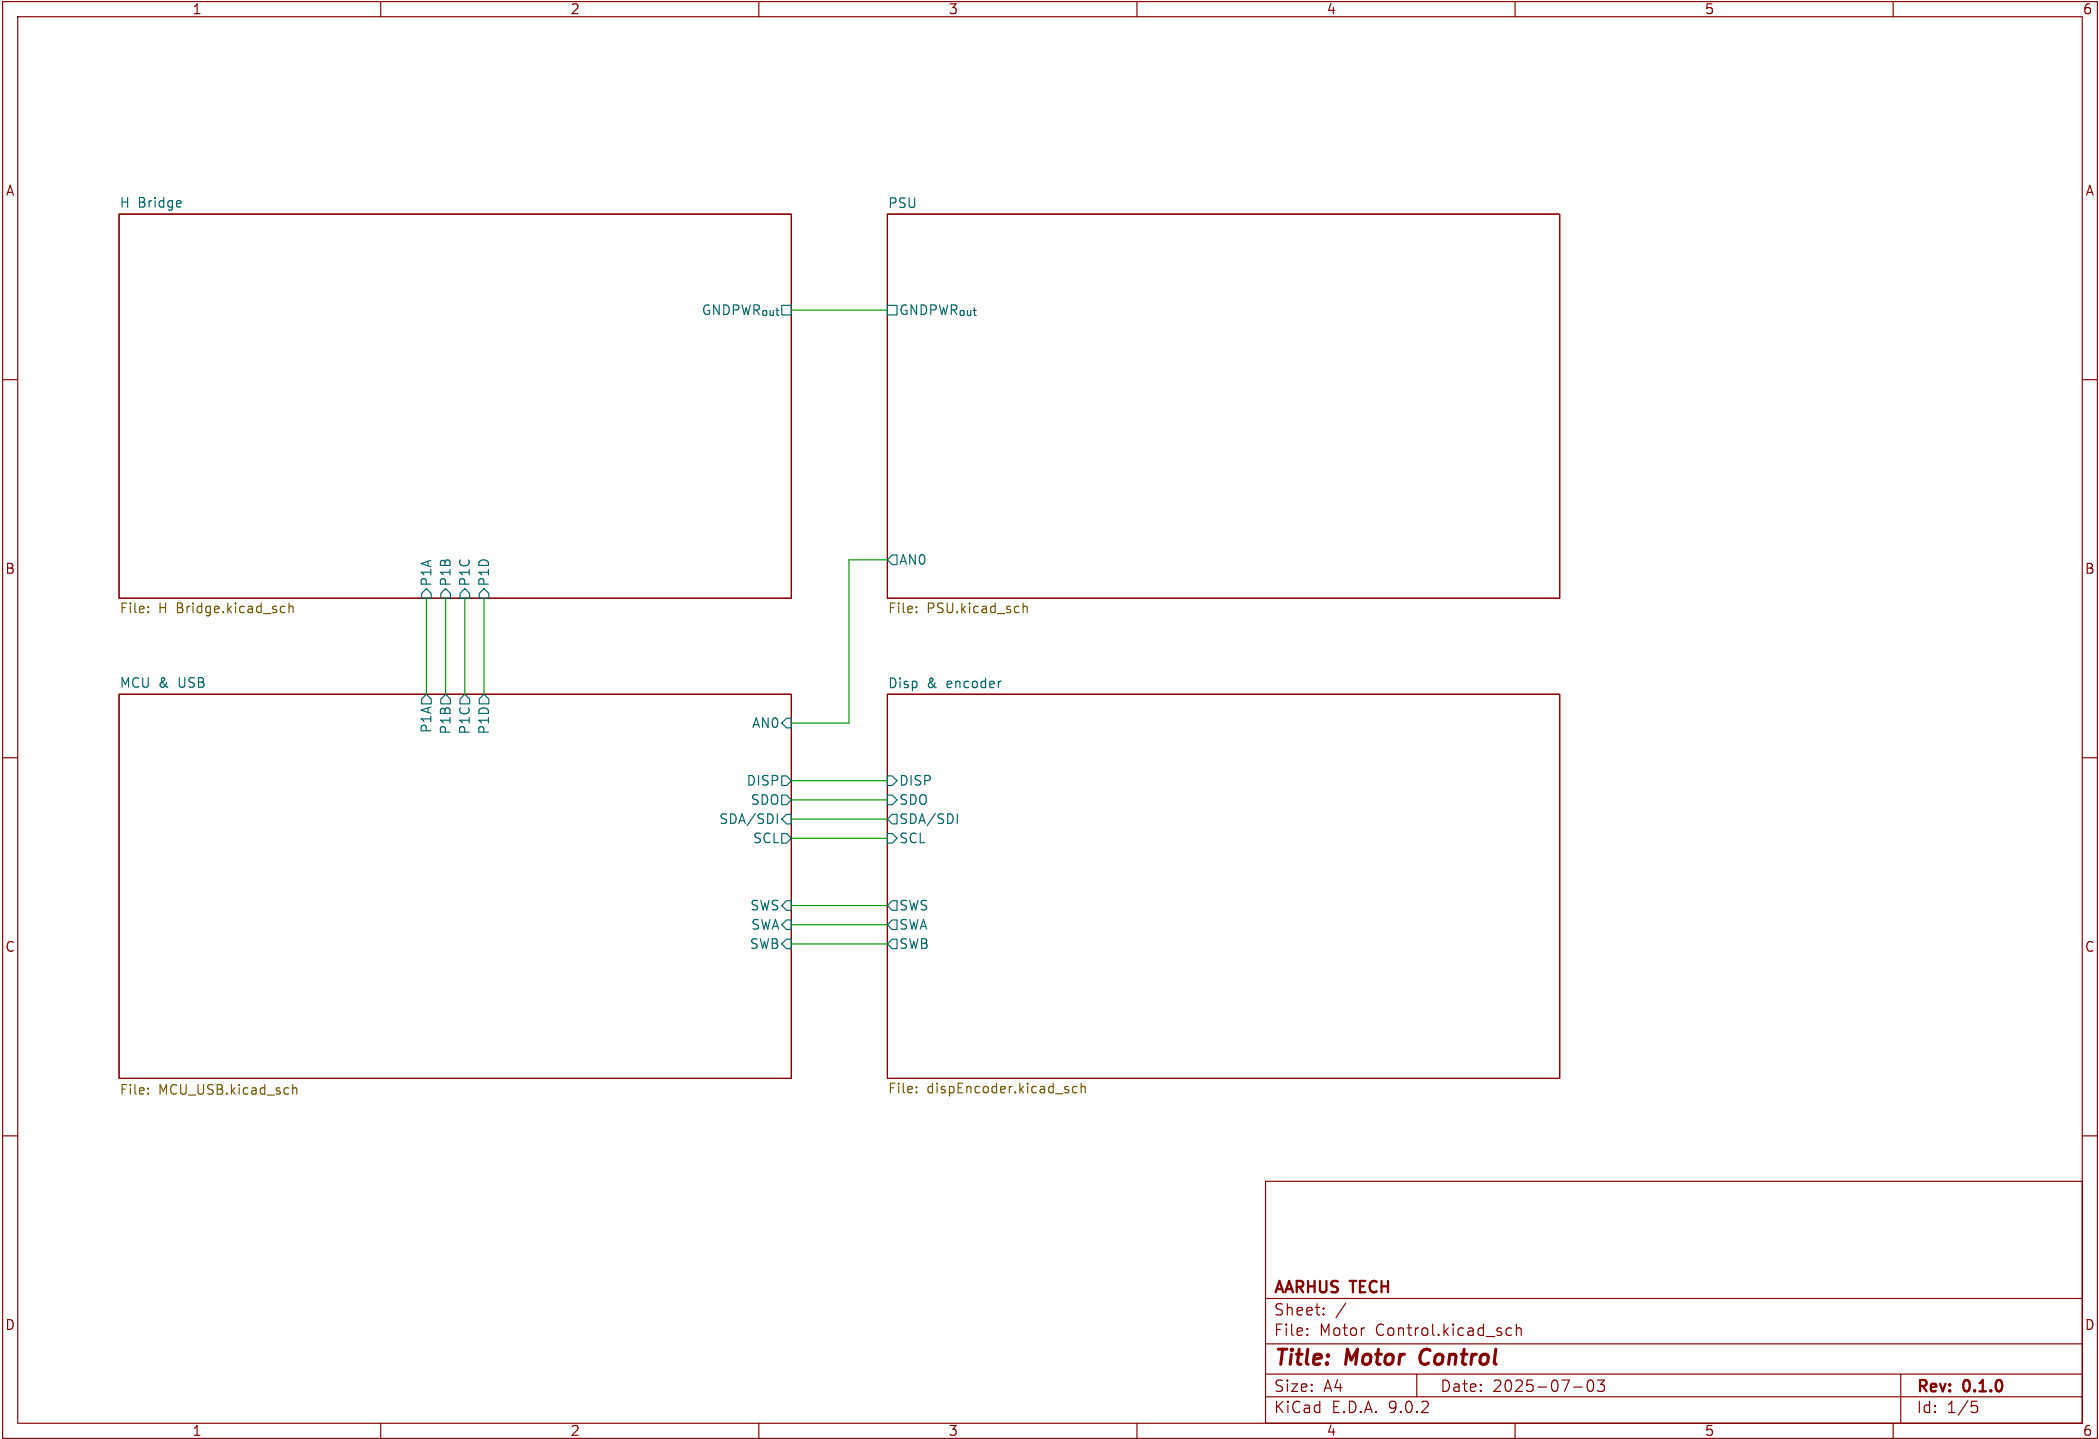 1 2 3 4 5 6
A A
H Bridge PSU
GNDPWRout GNDPWRout
AN0
B B
P1A P1B P1C P1D
File: H Bridge.kicad_sch File: PSU.kicad_sch
MCU & USB Disp & encoder
P1A P1B P1C P1D
AN0
DISP DISP
SDO SDO
SDA/SDI SDA/SDI
SCL SCL
SWS SWS
SWA SWA
SWB SWB
C C
File: MCU_USB.kicad_sch File: dispEncoder.kicad_sch
AARHUS TECH
Sheet: /
D D
File: Motor Control.kicad_sch
Title: Motor Control
Size: A4 Date: 2025-07-03 Rev: 0.1.0
KiCad E.D.A. 9.0.2 Id: 1/5
1 2 3 4 5 6